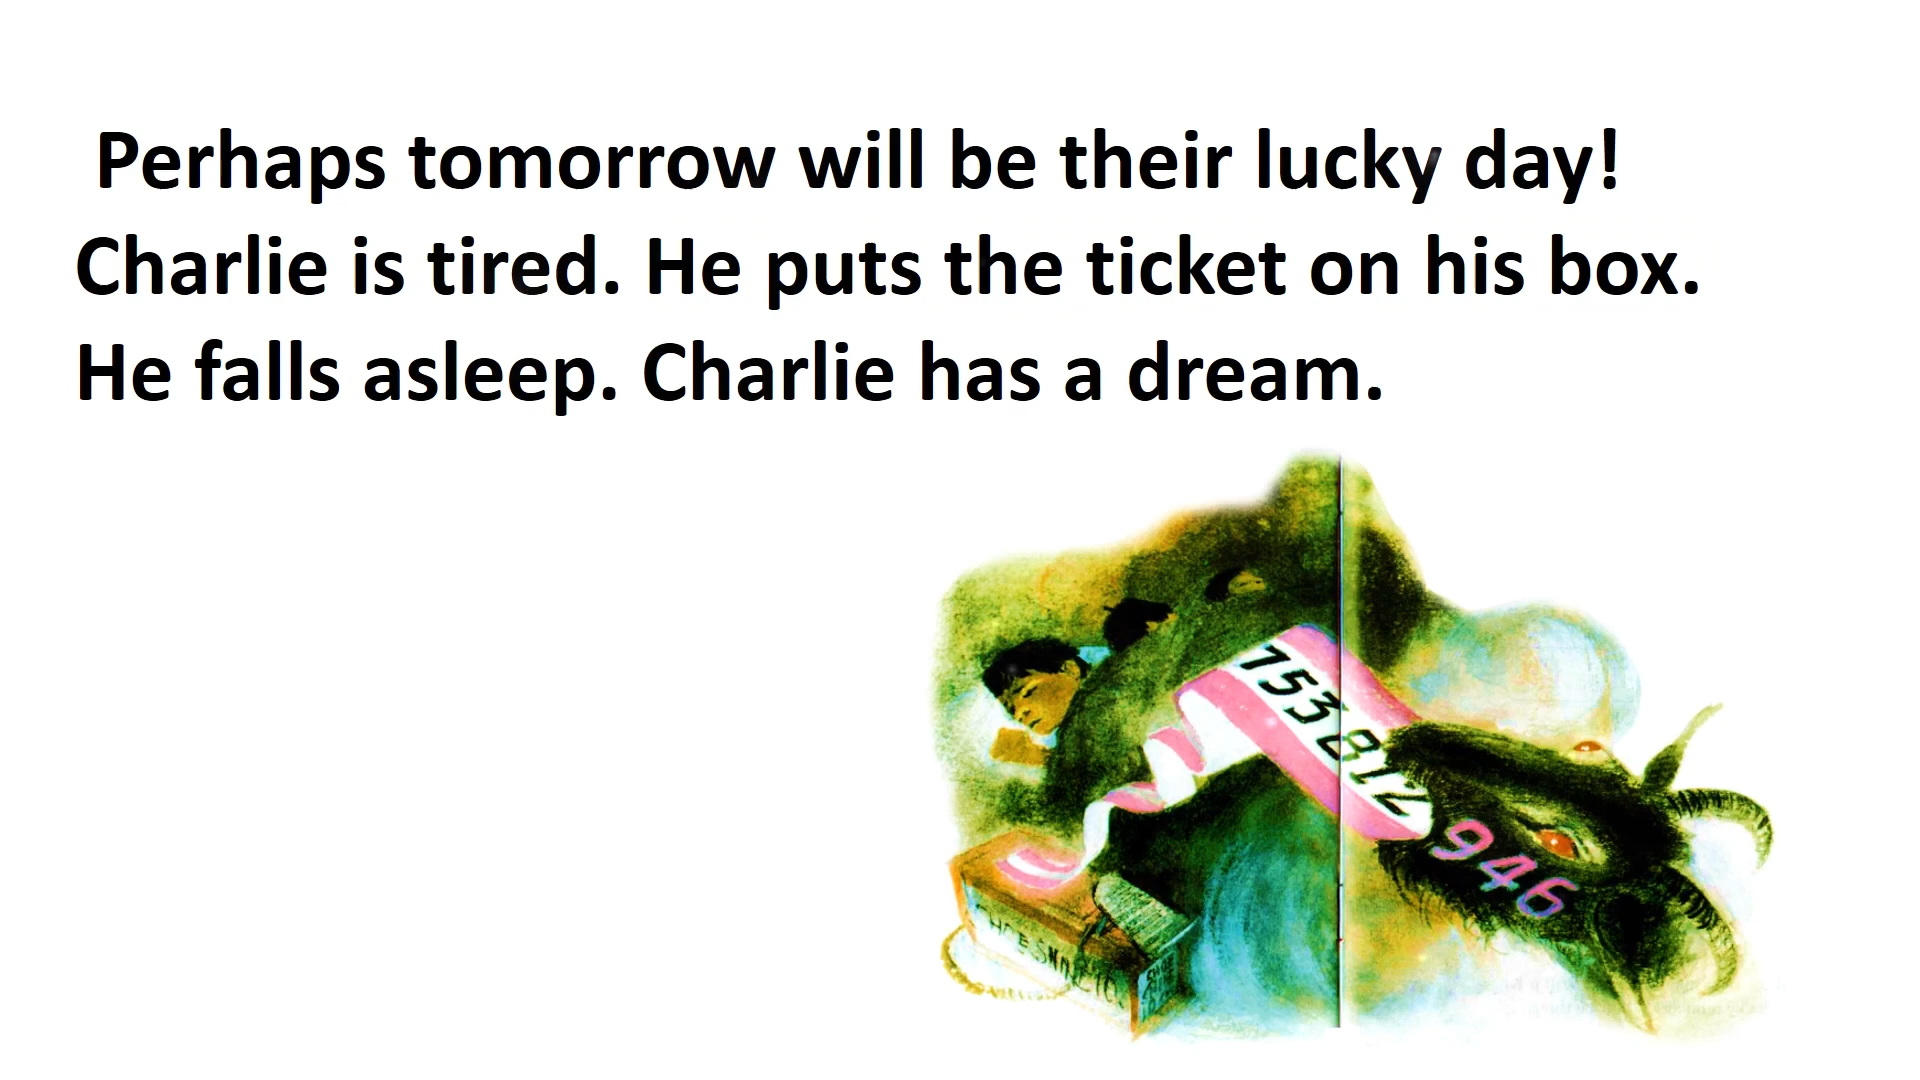 Perhaps tomorrow will be their lucky day!
Charlie is tired. He puts the ticket on his box.
He falls asleep. Charlie has a dream.
753812
946